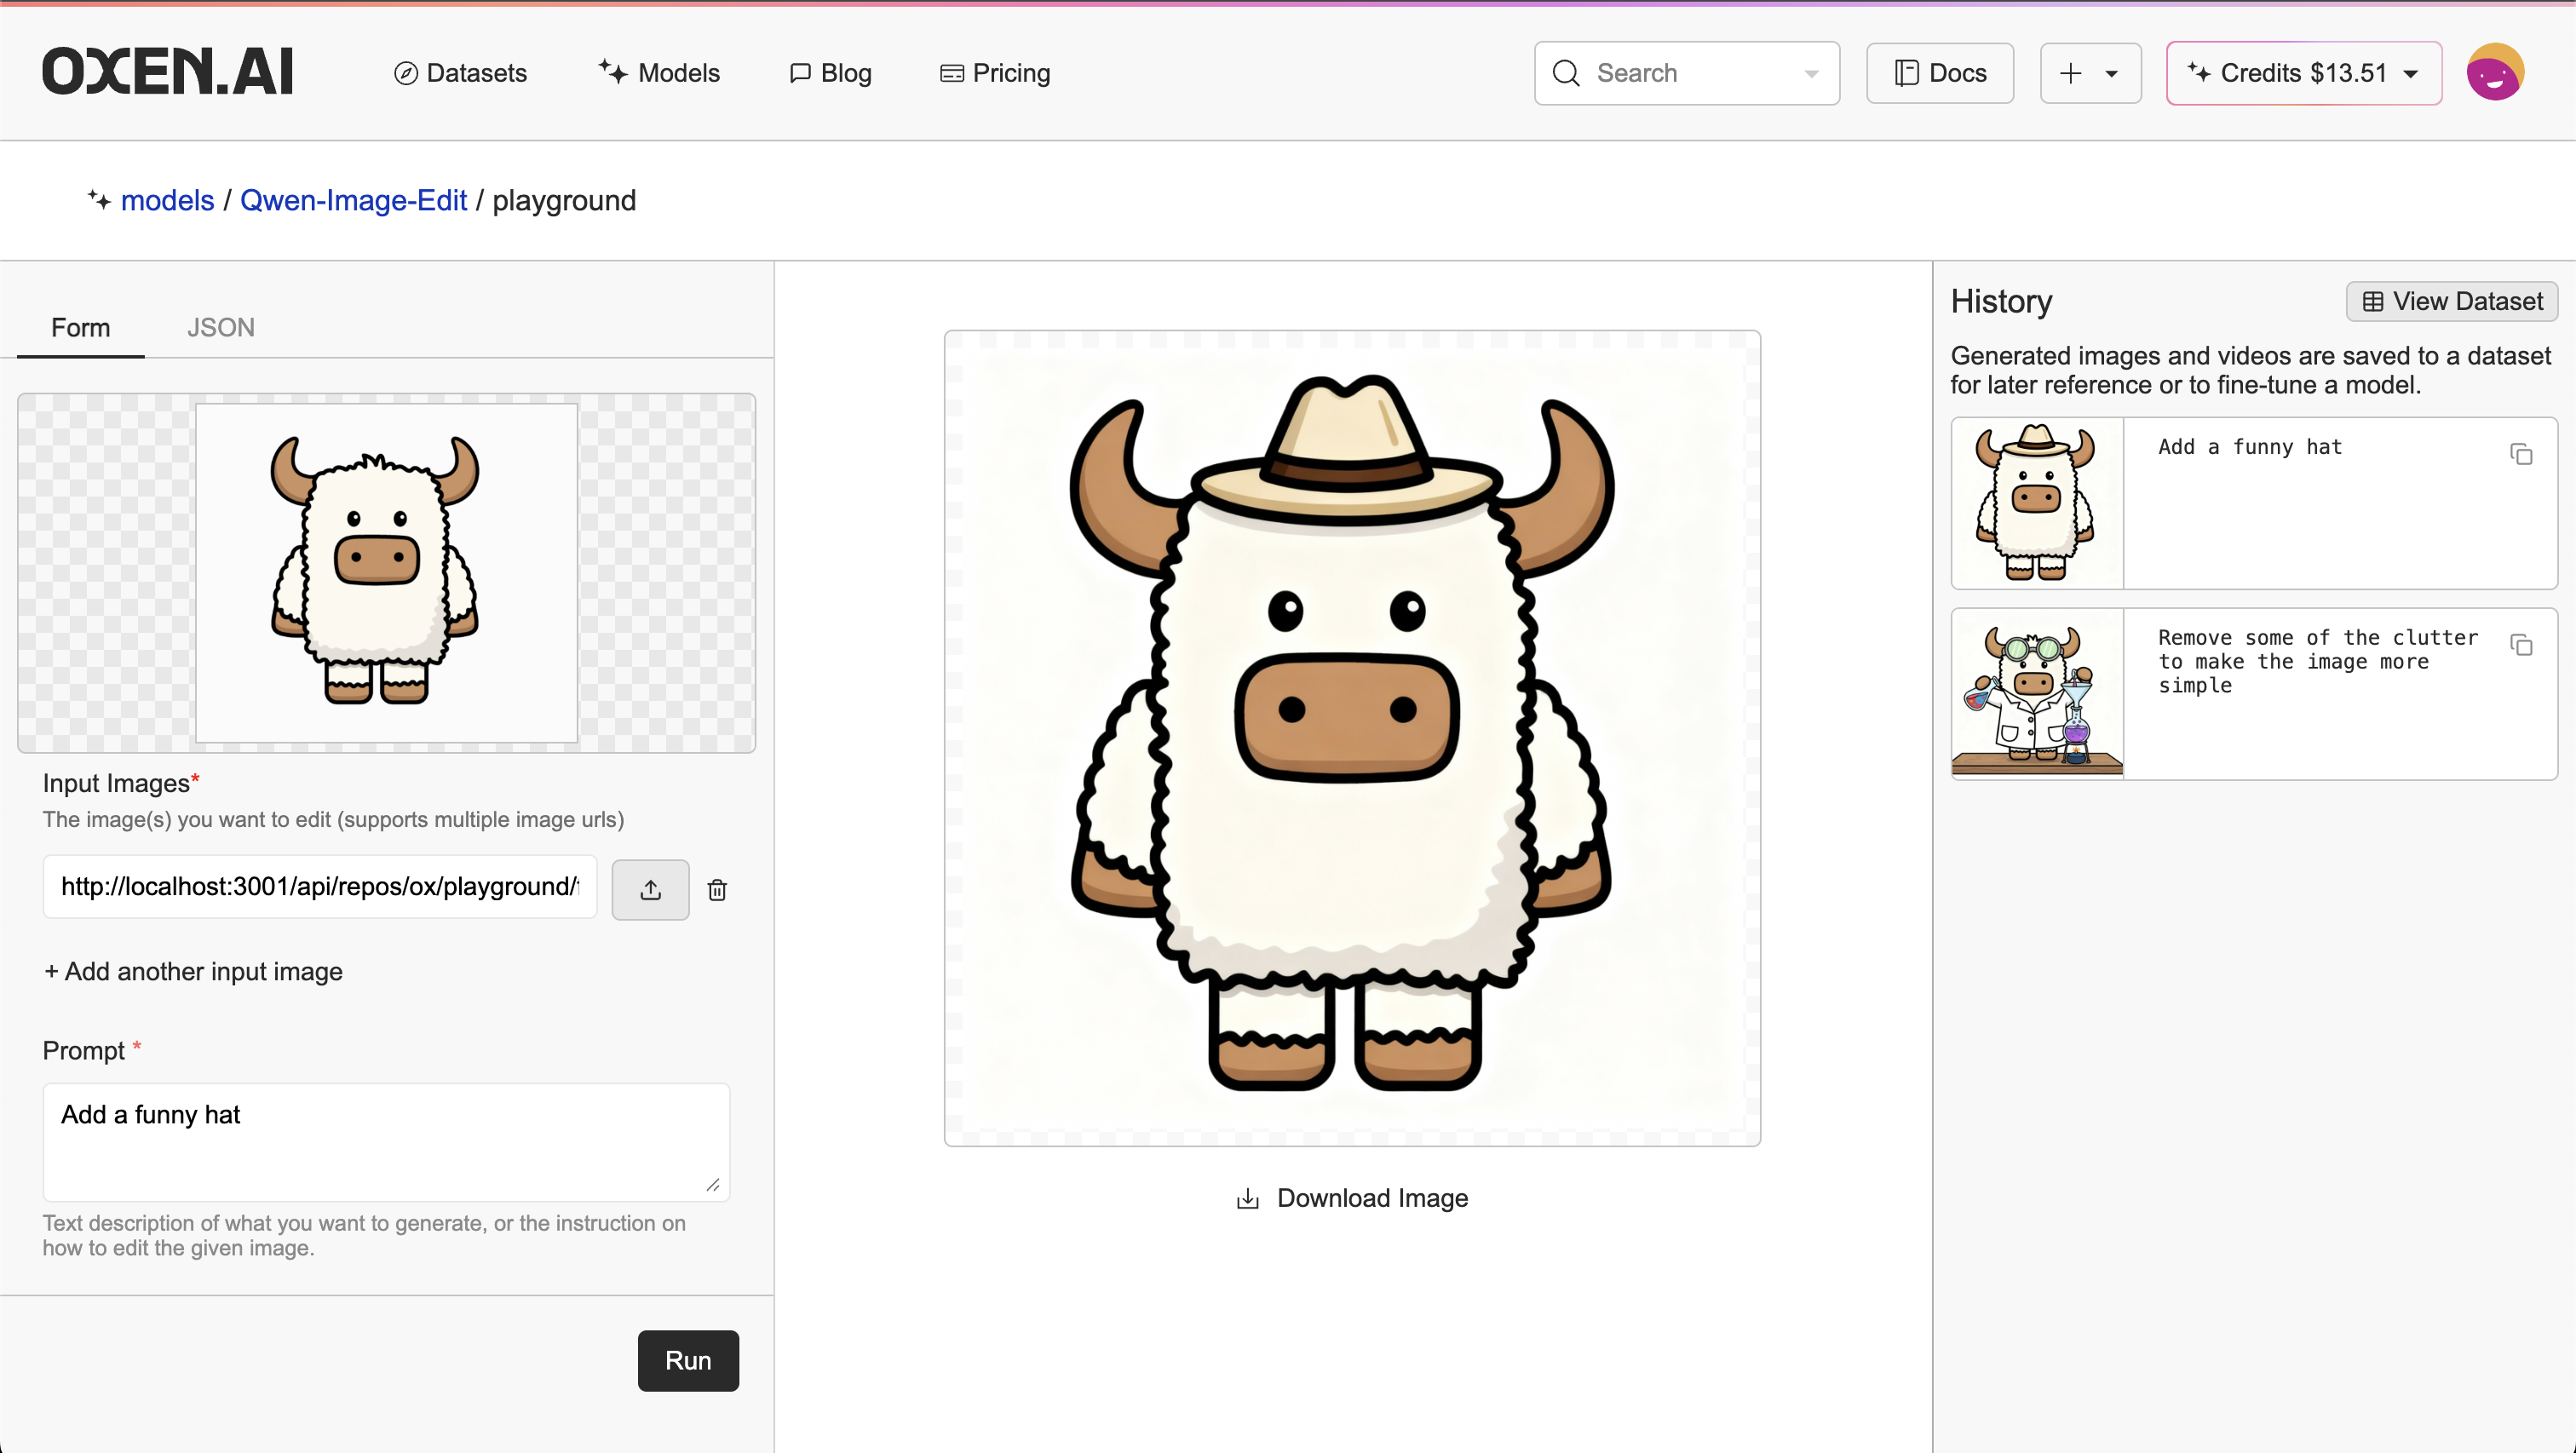 OXEN.AI
Datasets
Models
Blog
Pricing
Search
Docs
Credits $13.51
models / Qwen-Image-Edit / playground
Form
JSON
Input Images*
The image(s) you want to edit (supports multiple image urls)
http://localhost:3001/api/repos/ox/playground/
+ Add another input image
Prompt *
Add a funny hat
Text description of what you want to generate, or the instruction on
how to edit the given image.
Run
Download Image
History
View Dataset
Generated images and videos are saved to a dataset
for later reference or to fine-tune a model.
Add a funny hat
Remove some of the clutter
to make the image more
simple